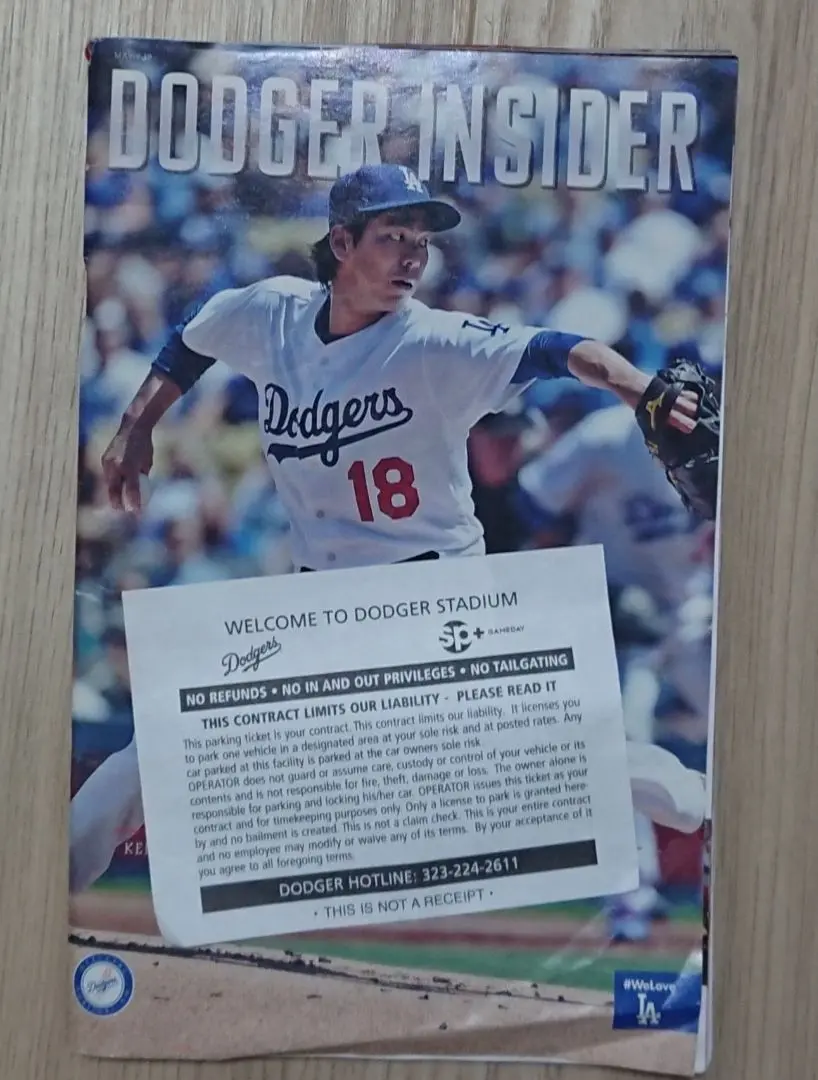 MAY 20
DODGER INSIDER
LA
LA
Dodgers
18
WELCOME TO DODGER STADIUM
Dodgers
sp+ GAMEDAY
NO REFUNDS • NO IN AND OUT PRIVILEGES • NO TAILGATING
THIS CONTRACT LIMITS OUR LIABILITY - PLEASE READ IT
This parking ticket is your contract. This contract limits our liability. It licenses you
to park one vehicle in a designated area at your sole risk and at posted rates. Any
car parked at this facility is parked at the car owners sole risk.
OPERATOR does not guard or assume care, custody or control of your vehicle or its
contents and is not responsible for fire, theft, damage or loss. The owner alone is
responsible for parking and locking his/her car. OPERATOR issues this ticket as your
contract and for timekeeping purposes only. Only a license to park is granted here-
by and no bailment is created. This is not a claim check. This is your entire contract
and no employee may modify or waive any of its terms. By your acceptance of it
you agree to all foregoing terms.
DODGER HOTLINE: 323-224-2611
• THIS IS NOT A RECEIPT •
KE
Dodgers
#WeLove
LA